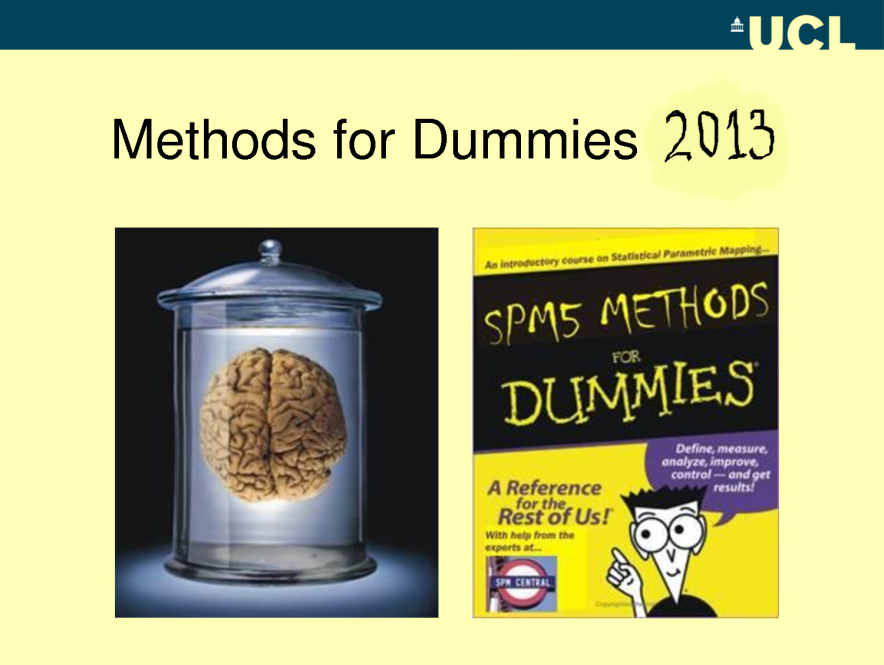 UCL
Methods for Dummies 2013
An introductory course on Statistical Parametric Mapping...
SPM5 METHODS
FOR
DUMMIES®
Define, measure,
analyze, improve,
control — and get
results!
A Reference
for the
Rest of Us!
With help from the
experts at...
SPM CENTRAL